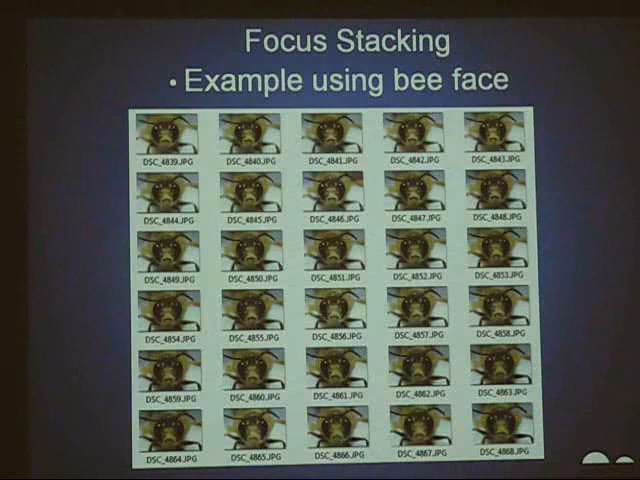 Focus Stacking
• Example using bee face
DSC_4839.JPG DSC_4840.JPG DSC_4841.JPG DSC_4842.JPG DSC_4843.JPG
DSC_4844.JPG DSC_4845.JPG DSC_4846.JPG DSC_4847.JPG DSC_4848.JPG
DSC_4849.JPG DSC_4850.JPG DSC_4851.JPG DSC_4852.JPG DSC_4853.JPG
DSC_4854.JPG DSC_4855.JPG DSC_4856.JPG DSC_4857.JPG DSC_4858.JPG
DSC_4859.JPG DSC_4860.JPG DSC_4861.JPG DSC_4862.JPG DSC_4863.JPG
DSC_4864.JPG DSC_4865.JPG DSC_4866.JPG DSC_4867.JPG DSC_4868.JPG